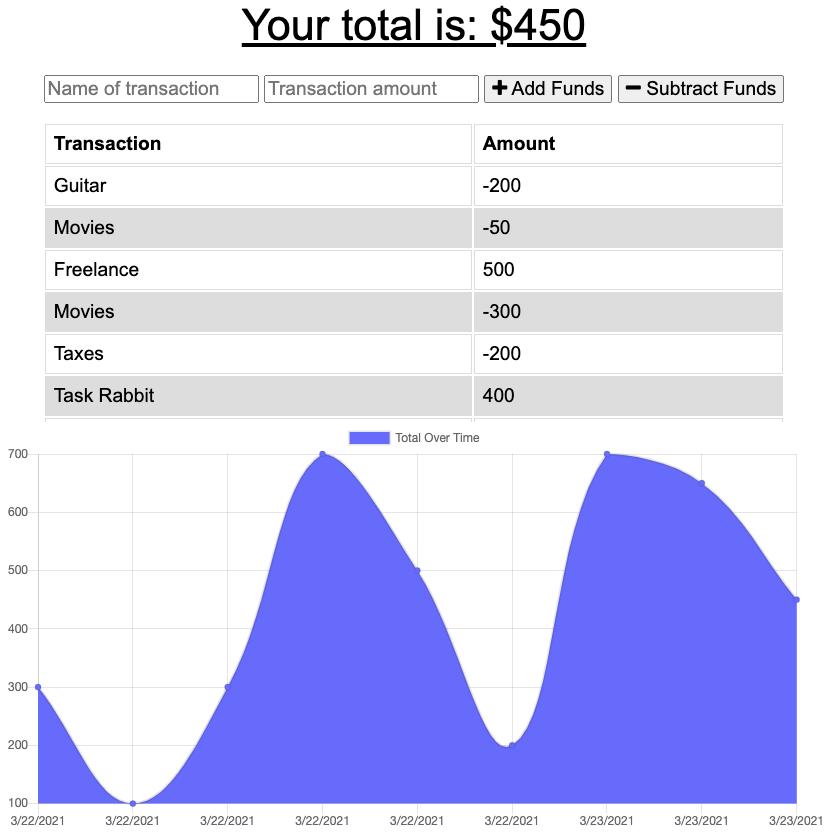 Your total is: $450
Name of transaction Transaction amount Add Funds Subtract Funds
Transaction Amount
Guitar -200
Movies -50
Freelance 500
Movies -300
Taxes -200
Task Rabbit 400
Total Over Time
700
600
500
400
300
200
100
3/22/2021 3/22/2021 3/22/2021 3/22/2021 3/22/2021 3/22/2021 3/23/2021 3/23/2021 3/23/2021